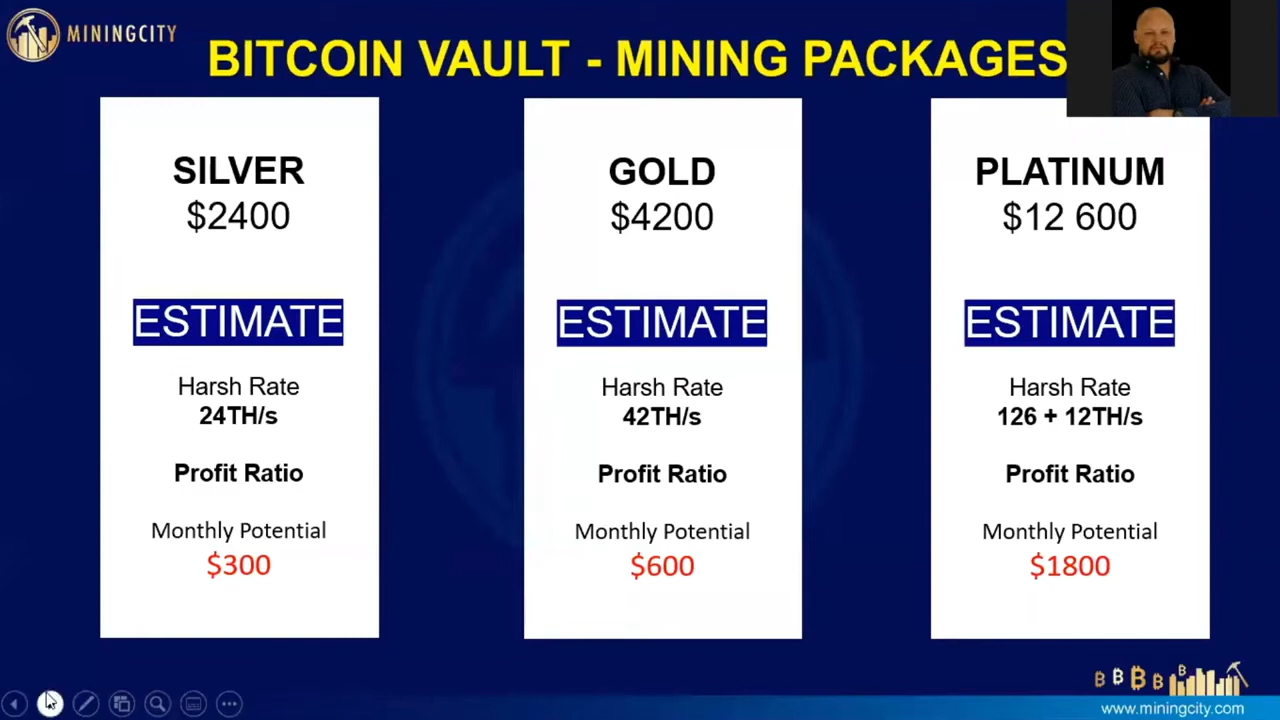 MININGCITY
BITCOIN VAULT - MINING PACKAGES
SILVER
$2400
ESTIMATE
Harsh Rate
24TH/s
Profit Ratio
Monthly Potential
$300
GOLD
$4200
ESTIMATE
Harsh Rate
42TH/s
Profit Ratio
Monthly Potential
$600
PLATINUM
$12 600
ESTIMATE
Harsh Rate
126 + 12TH/s
Profit Ratio
Monthly Potential
$1800
www.miningcity.com